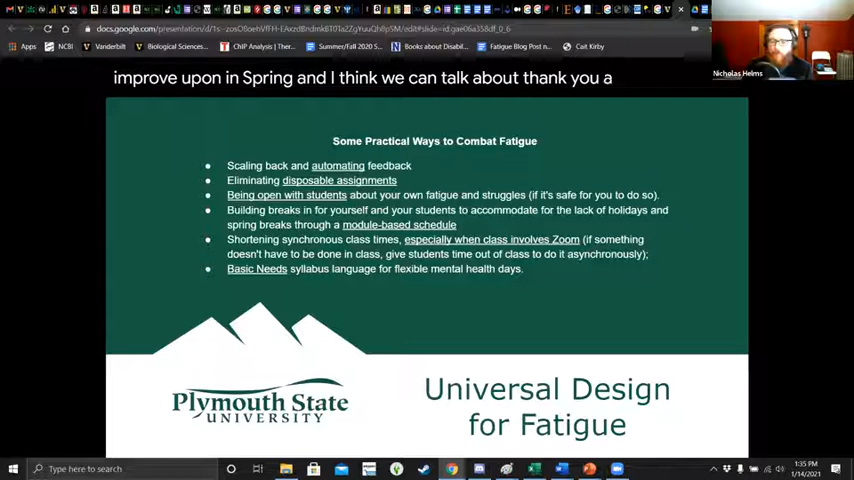 docs.google.com/presentation/d/
Apps
NCBI
Vanderbilt
Biological Sciences...
ChIP Analysis | Ther...
Summer/Fall 2020 S...
Books about Disabil...
Fatigue Blog Post n...
Cait Kirby
Nicholas Helms
improve upon in Spring and I think we can talk about thank you a
Some Practical Ways to Combat Fatigue
● Scaling back and automating feedback
● Eliminating disposable assignments
● Being open with students about your own fatigue and struggles (if it's safe for you to do so).
● Building breaks in for yourself and your students to accommodate for the lack of holidays and
spring breaks through a module-based schedule
● Shortening synchronous class times, especially when class involves Zoom (if something
doesn't have to be done in class, give students time out of class to do it asynchronously);
● Basic Needs syllabus language for flexible mental health days.
Plymouth State
UNIVERSITY
Universal Design
for Fatigue
Type here to search
1:35 PM
1/14/2021